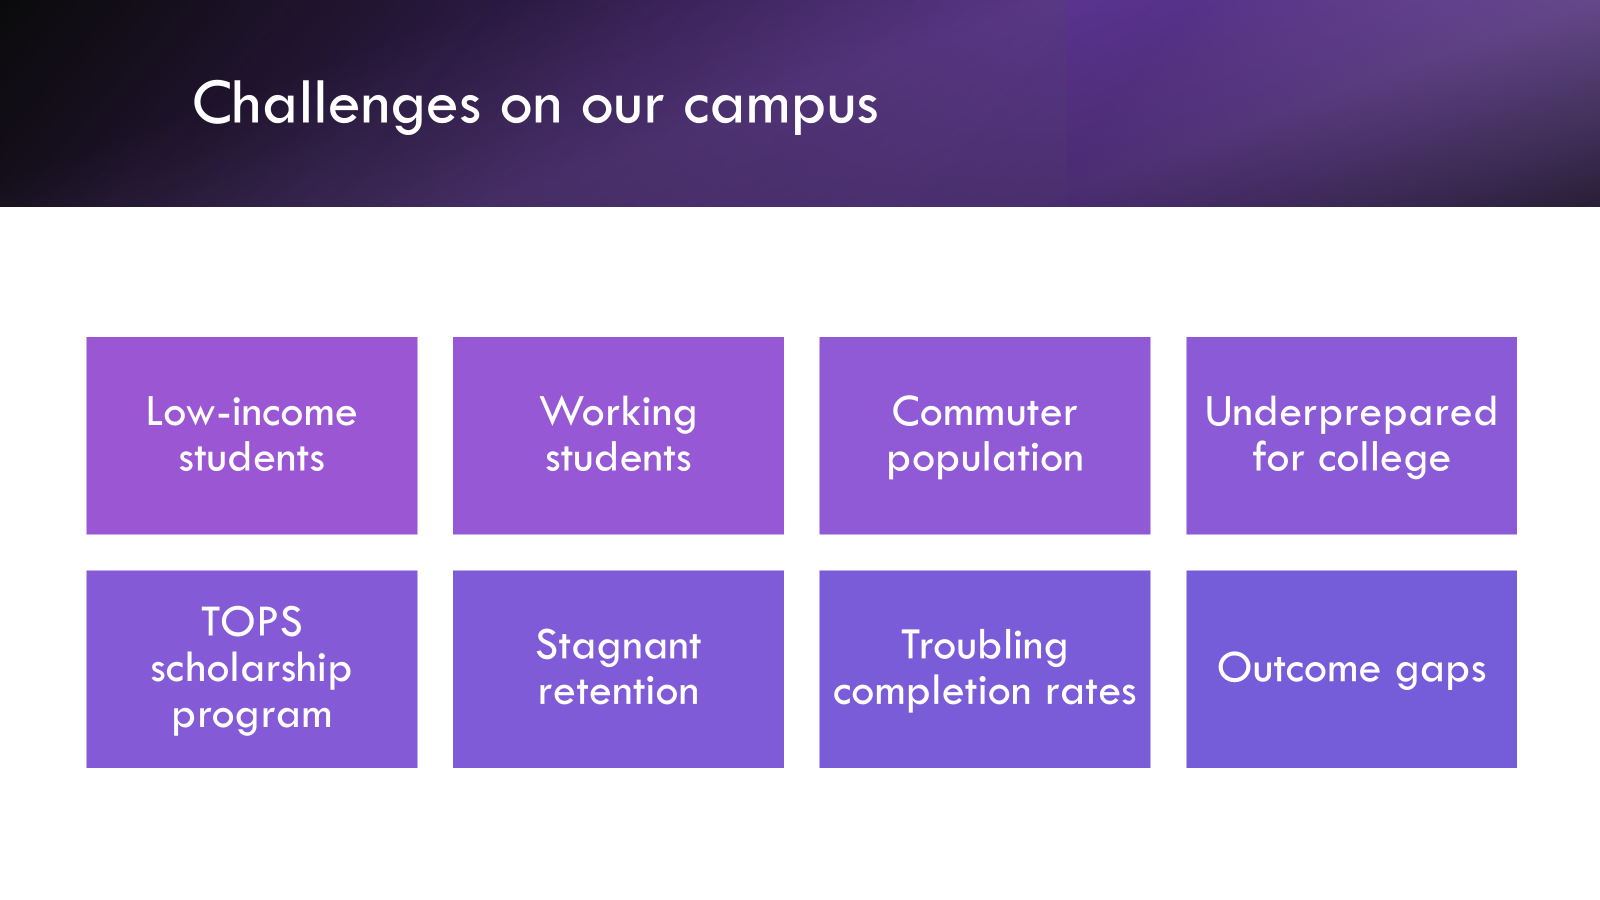 Challenges on our campus
Low-income
students
Working
students
Commuter
population
Underprepared
for college
TOPS
scholarship
program
Stagnant
retention
Troubling
completion rates
Outcome gaps